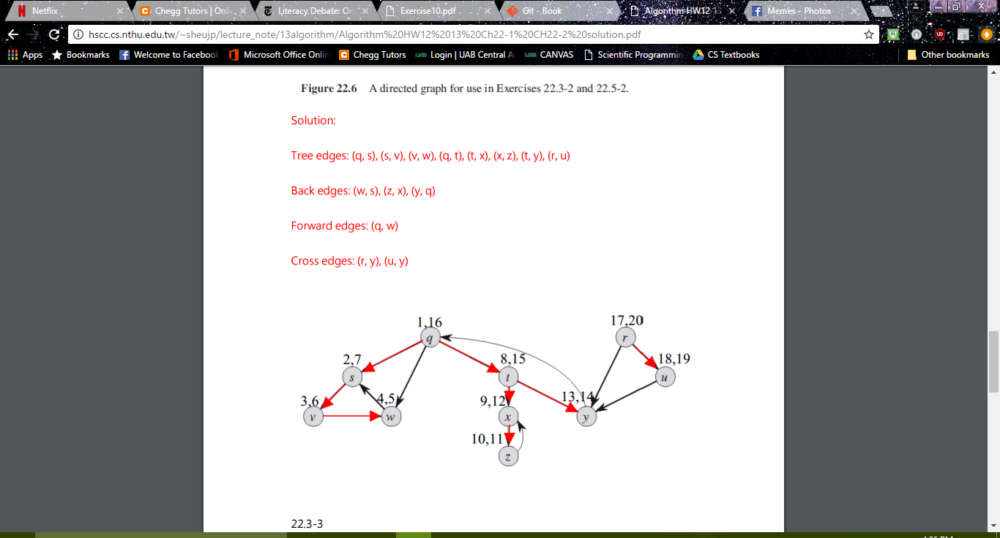 Netflix
Chegg Tutors | Onli
Literacy Debate: On
Exercise10.pdf
Git - Book
Algorithm HW12 1
Memes - Photos
hscc.cs.nthu.edu.tw/~sheujp/lecture_note/13algorithm/Algorithm%20HW12%2013%20Ch22-1%20CH22-2%20solution.pdf
Apps Bookmarks Welcome to Facebook Microsoft Office Onlin Chegg Tutors Login | UAB Central A CANVAS Scientific Programmin CS Textbooks Other bookmarks
Figure 22.6 A directed graph for use in Exercises 22.3-2 and 22.5-2.
Solution:
Tree edges: (q, s), (s, v), (v, w), (q, t), (t, x), (x, z), (t, y), (r, u)
Back edges: (w, s), (z, x), (y, q)
Forward edges: (q, w)
Cross edges: (r, y), (u, y)
1,16 17,20
q r
2,7 8,15 18,19
s t u
3,6 4,5 9,12 13,14
v w x y
10,11
z
22.3-3